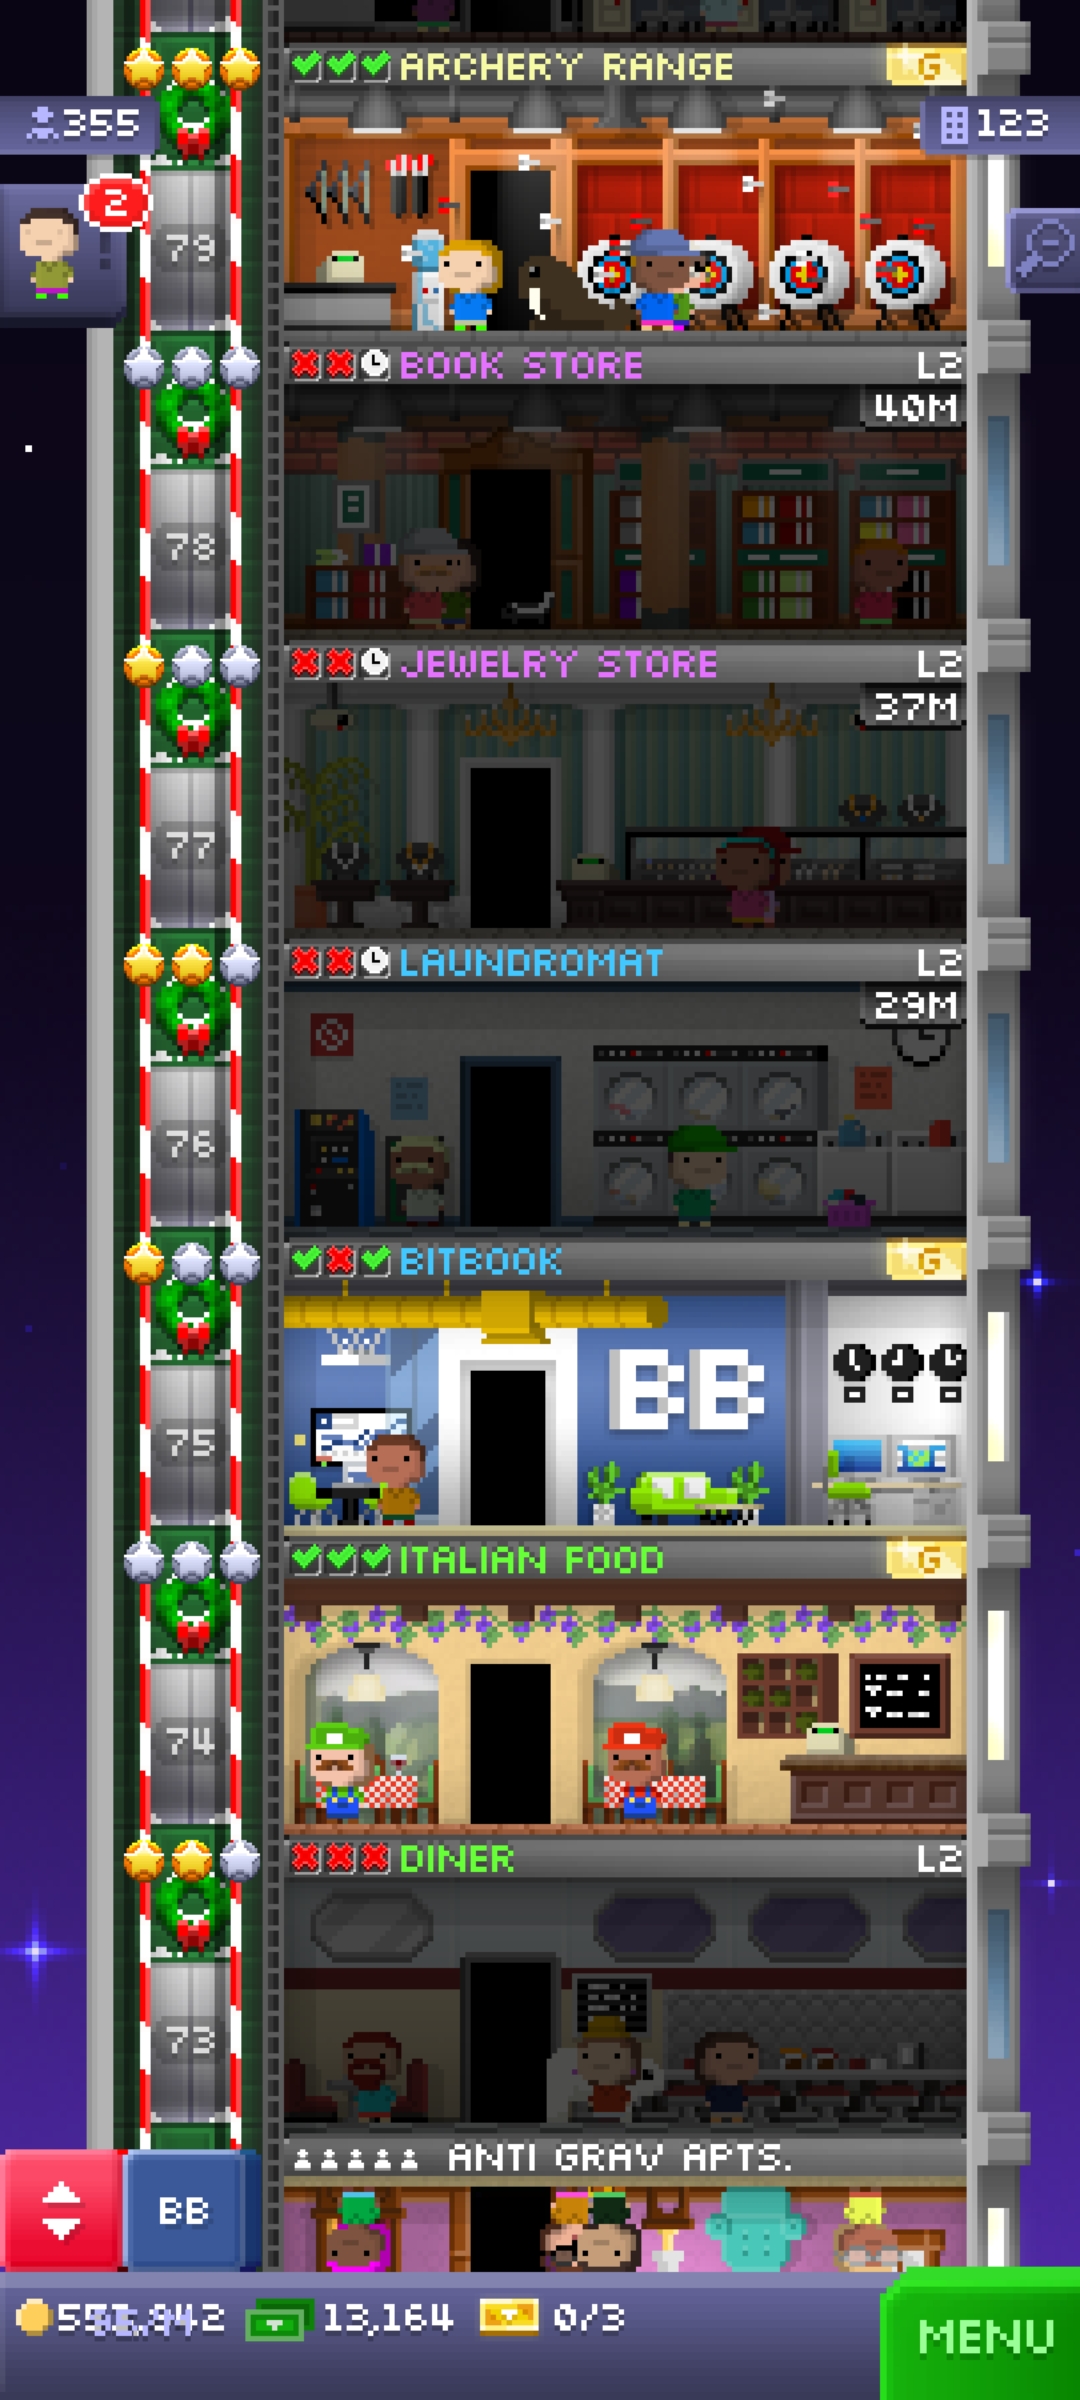 ARCHERY RANGE G
355
123
2
79
BOOK STORE L2
40M
78
JEWELRY STORE L2
37M
77
LAUNDROMAT L2
29M
76
BITBOOK G
BB
75
ITALIAN FOOD G
74
DINER L2
73
ANTI GRAV APTS.
BB
13,164
0/3
MENU